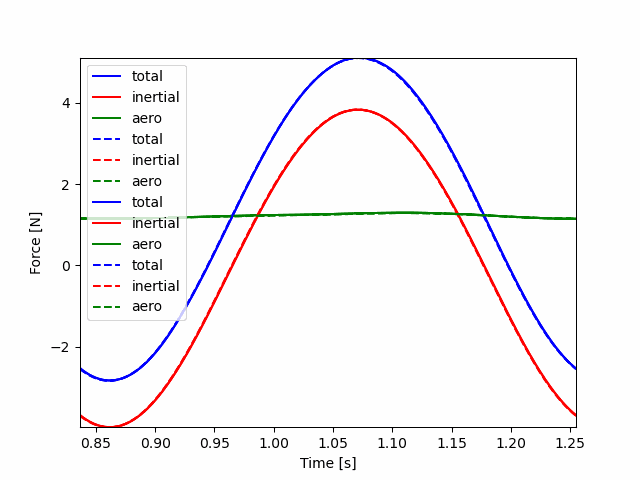 total
inertial
aero
total
inertial
aero
total
inertial
aero
total
inertial
aero
4
2
0
−2
Force [N]
0.85 0.90 0.95 1.00 1.05 1.10 1.15 1.20 1.25
Time [s]